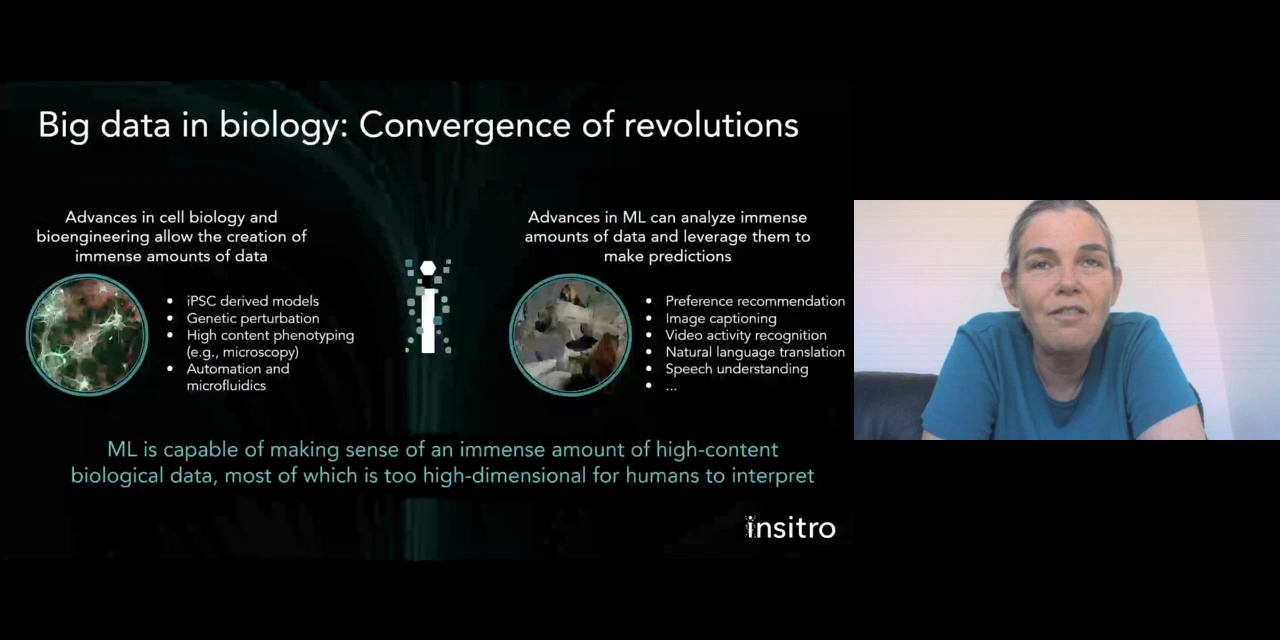 Big data in biology: Convergence of revolutions
Advances in cell biology and
bioengineering allow the creation of
immense amounts of data
• iPSC derived models
• Genetic perturbation
• High content phenotyping
(e.g., microscopy)
• Automation and
microfluidics
Advances in ML can analyze immense
amounts of data and leverage them to
make predictions
• Preference recommendation
• Image captioning
• Video activity recognition
• Natural language translation
• Speech understanding
• ...
ML is capable of making sense of an immense amount of high-content
biological data, most of which is too high-dimensional for humans to interpret
insitro